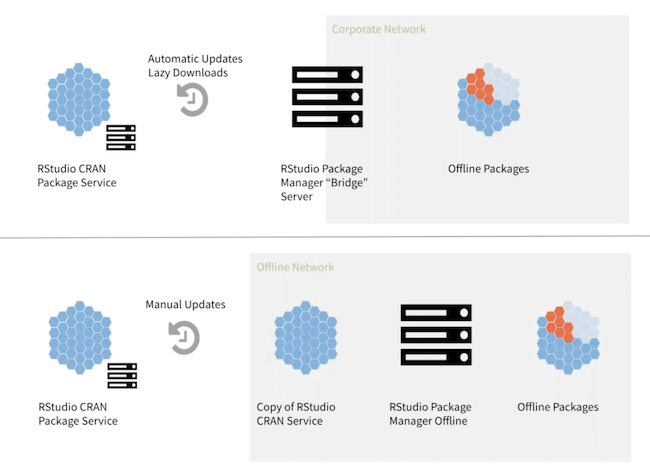 Corporate Network
Automatic Updates
Lazy Downloads
RStudio CRAN
Package Service
RStudio Package
Manager “Bridge”
Server
Offline Packages
Offline Network
Manual Updates
RStudio CRAN
Package Service
Copy of RStudio
CRAN Service
RStudio Package
Manager Offline
Offline Packages